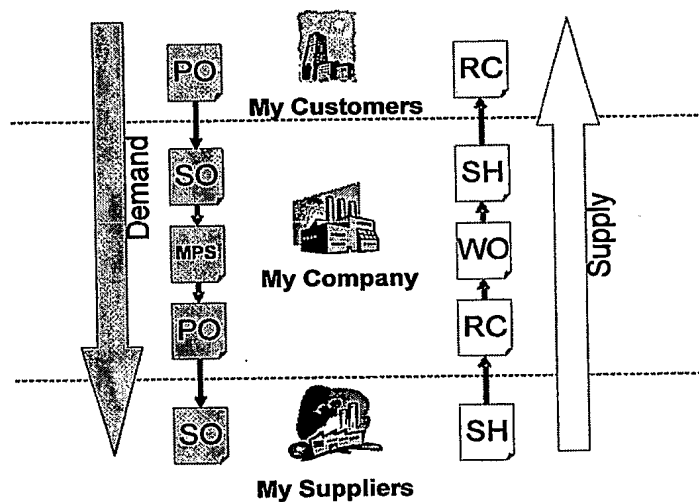 PO
RC
My Customers
Demand
SO
SH
MPS
WO
My Company
Supply
PO
RC
SO
SH
My Suppliers